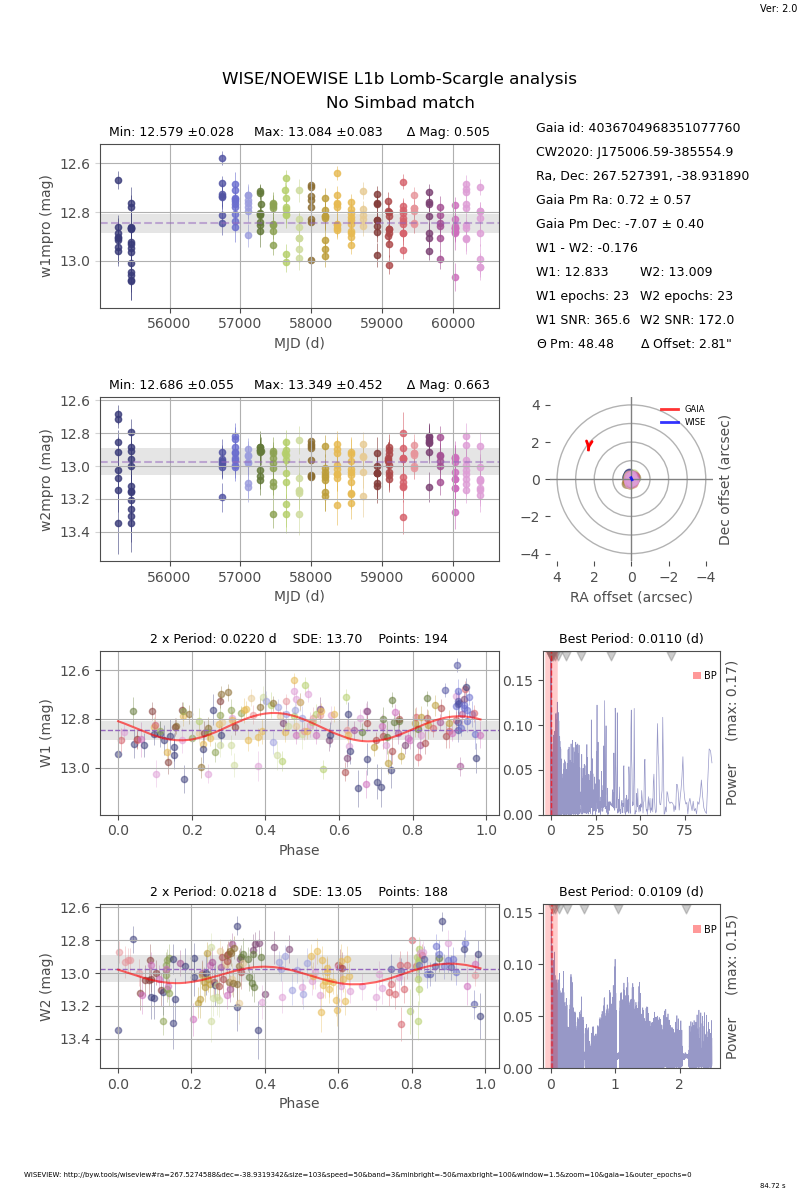 Ver: 2.0
WISE/NOEWISE L1b Lomb-Scargle analysis
No Simbad match
Min: 12.579 ±0.028 Max: 13.084 ±0.083 Δ Mag: 0.505
12.6
12.8
13.0
w1mpro (mag)
56000 57000 58000 59000 60000
MJD (d)
Gaia id: 4036704968351077760
CW2020: J175006.59-385554.9
Ra, Dec: 267.527391, -38.931890
Gaia Pm Ra: 0.72 ± 0.57
Gaia Pm Dec: -7.07 ± 0.40
W1 - W2: -0.176
W1: 12.833 W2: 13.009
W1 epochs: 23 W2 epochs: 23
W1 SNR: 365.6 W2 SNR: 172.0
Θ Pm: 48.48 Δ Offset: 2.81"
Min: 12.686 ±0.055 Max: 13.349 ±0.452 Δ Mag: 0.663
12.6
12.8
13.0
13.2
13.4
w2mpro (mag)
56000 57000 58000 59000 60000
MJD (d)
GAIA
WISE
4
2
0
−2
−4
Dec offset (arcsec)
4 2 0 −2 −4
RA offset (arcsec)
2 x Period: 0.0220 d SDE: 13.70 Points: 194
12.6
12.8
13.0
W1 (mag)
0.0 0.2 0.4 0.6 0.8 1.0
Phase
Best Period: 0.0110 (d)
BP
0.15
0.10
0.05
0.00
Power (max: 0.17)
0 25 50 75
2 x Period: 0.0218 d SDE: 13.05 Points: 188
12.6
12.8
13.0
13.2
13.4
W2 (mag)
0.0 0.2 0.4 0.6 0.8 1.0
Phase
Best Period: 0.0109 (d)
BP
0.15
0.10
0.05
0.00
Power (max: 0.15)
0 1 2
WISEVIEW: http://byw.tools/wiseview#ra=267.5274588&dec=-38.9319342&size=103&speed=50&band=3&minbright=-50&maxbright=100&window=1.5&zoom=10&gaia=1&outer_epochs=0
84.72 s